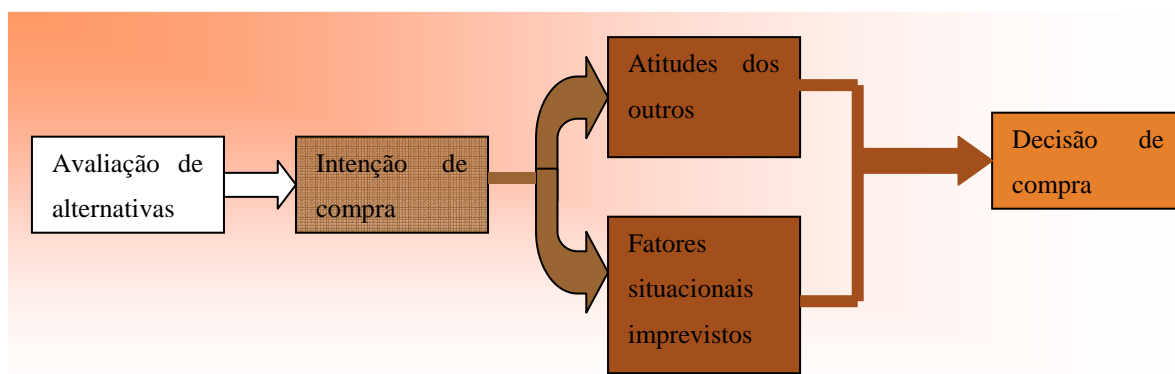 Avaliação de
alternativas
Intenção de
compra
Atitudes dos
outros
Fatores
situacionais
imprevistos
Decisão de
compra